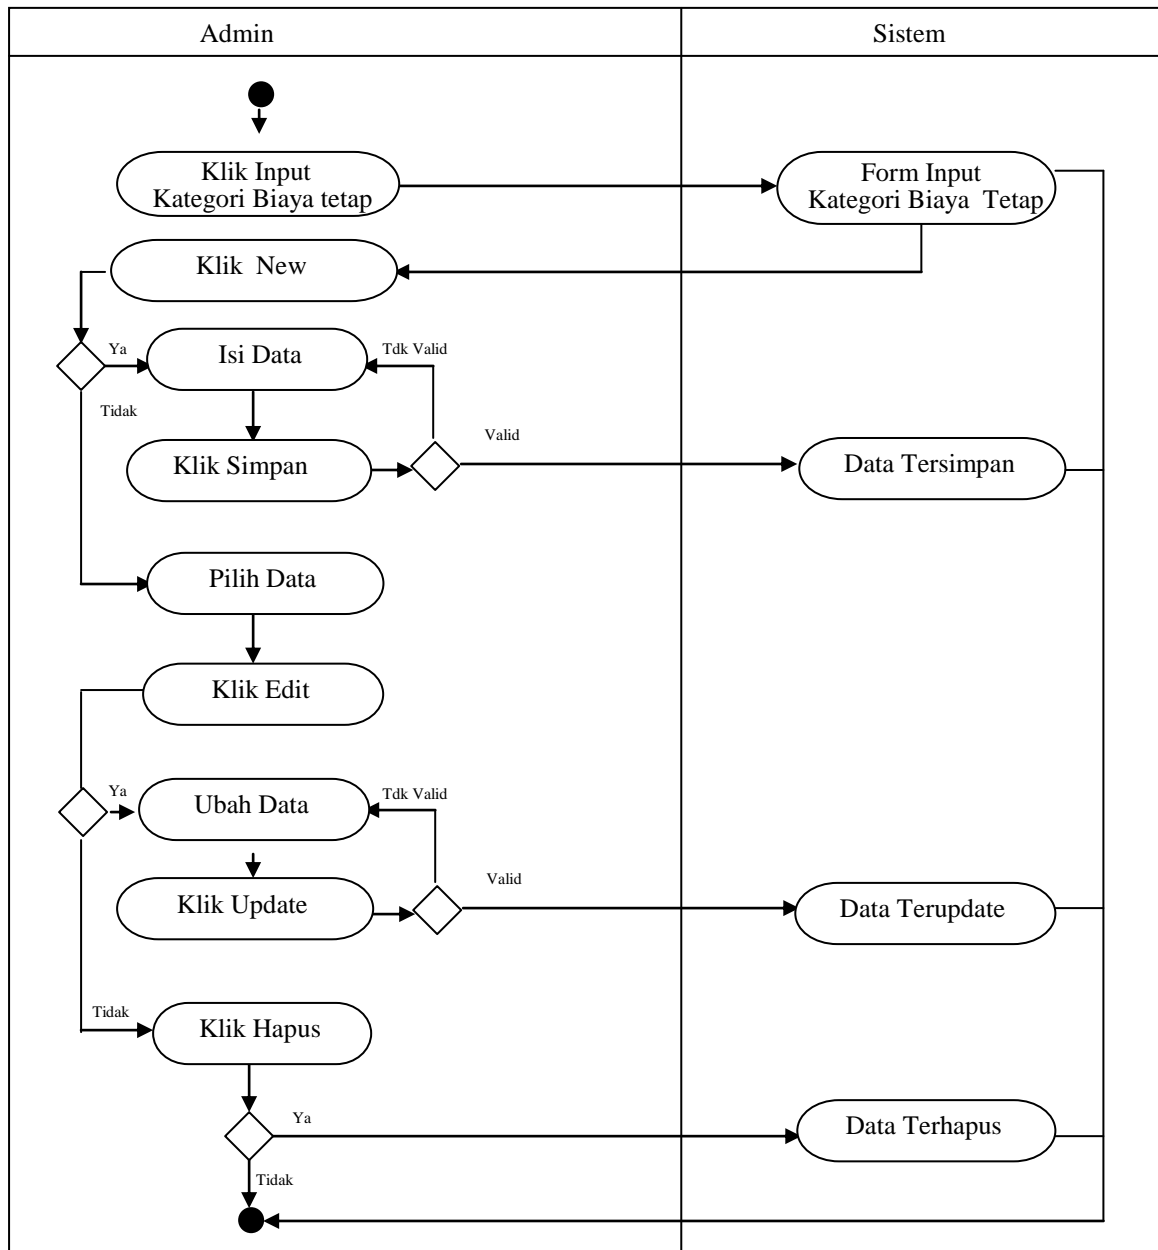 Admin
Sistem
Klik Input
Kategori Biaya tetap
Form Input
Kategori Biaya Tetap
Klik New
Ya
Isi Data
Tdk Valid
Tidak
Klik Simpan
Valid
Data Tersimpan
Pilih Data
Klik Edit
Ya
Ubah Data
Tdk Valid
Klik Update
Valid
Data Terupdate
Tidak
Klik Hapus
Ya
Data Terhapus
Tidak